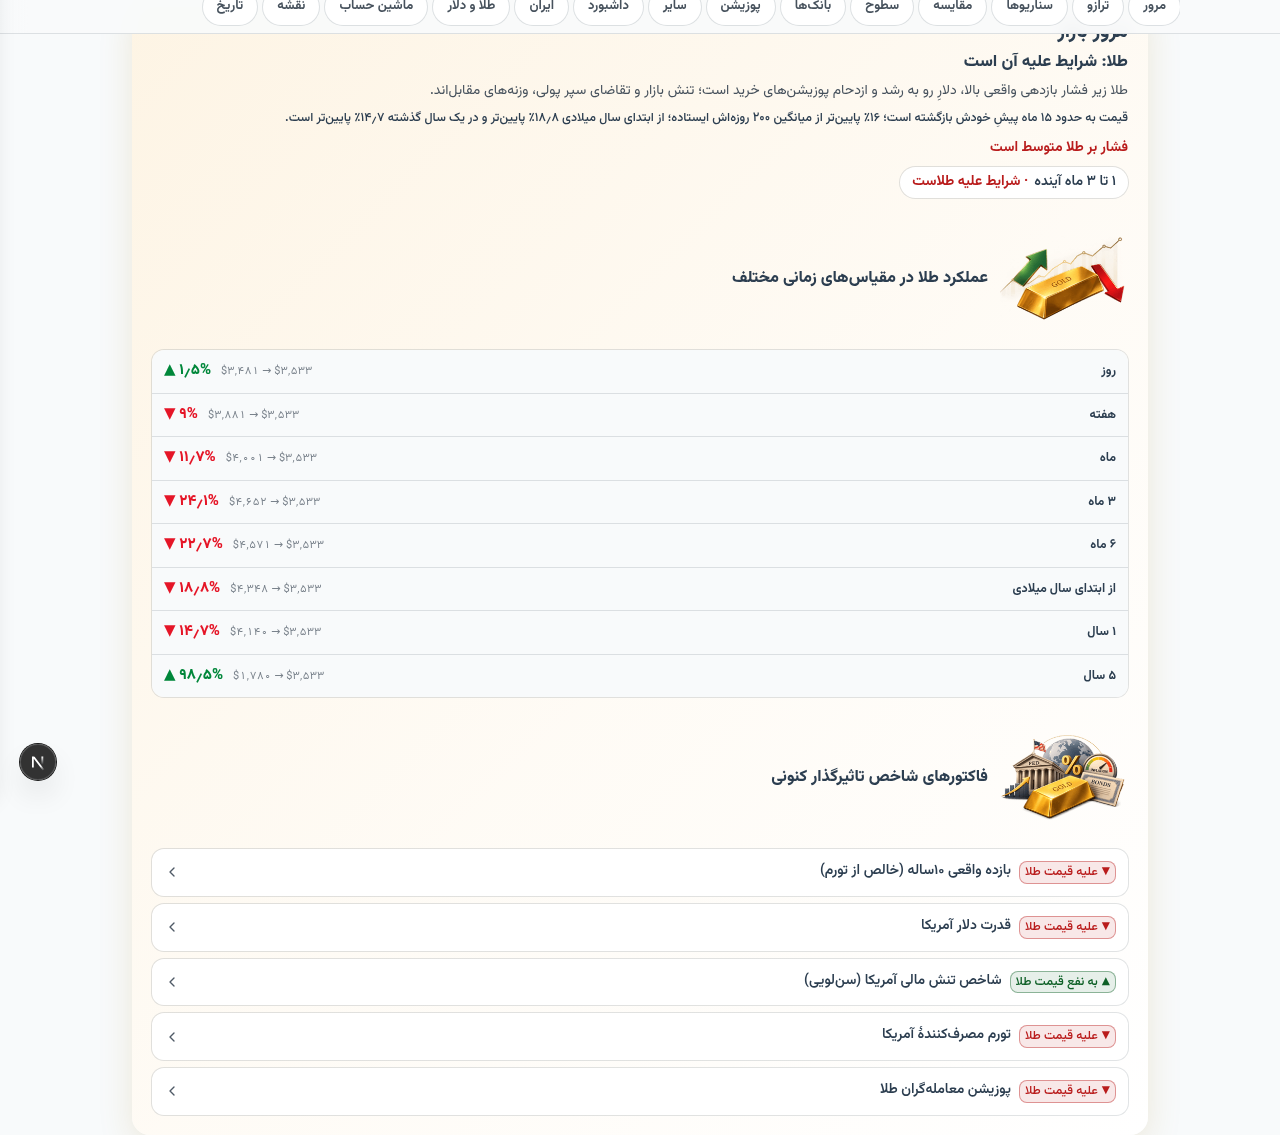 مرور ترازو سناریوها مقایسه سطوح بانک‌ها پوزیشن سایر داشبورد ایران طلا و دلار ماشین حساب نقشه تاریخ
مرور بازار
طلا: شرایط علیه آن است
طلا زیر فشار بازدهی واقعی بالا، دلارِ رو به رشد و ازدحام پوزیشن‌های خرید است؛ تنش بازار و تقاضای سپر پولی، وزنه‌های مقابل‌اند.
قیمت به حدود ۱۵ ماه پیشِ خودش بازگشته است؛ ۱۶٪ پایین‌تر از میانگین ۲۰۰ روزه‌اش ایستاده؛ از ابتدای سال میلادی ۱۸٫۸٪ پایین‌تر و در یک سال گذشته ۱۴٫۷٪ پایین‌تر است.
فشار بر طلا متوسط است
۱ تا ۳ ماه آینده · شرایط علیه طلاست
GOLD
عملکرد طلا در مقیاس‌های زمانی مختلف
روز $۳,۴۸۱ → $۳,۵۳۳ ▲ ۱٫۵%
هفته $۳,۸۸۱ → $۳,۵۳۳ ▼ ۹%
ماه $۴,۰۰۱ → $۳,۵۳۳ ▼ ۱۱٫۷%
۳ ماه $۴,۶۵۲ → $۳,۵۳۳ ▼ ۲۴٫۱%
۶ ماه $۴,۵۷۱ → $۳,۵۳۳ ▼ ۲۲٫۷%
از ابتدای سال میلادی $۴,۳۴۸ → $۳,۵۳۳ ▼ ۱۸٫۸%
۱ سال $۴,۱۴۰ → $۳,۵۳۳ ▼ ۱۴٫۷%
۵ سال $۱,۷۸۰ → $۳,۵۳۳ ▲ ۹۸٫۵%
FED % BONDS GOLD
فاکتورهای شاخص تاثیرگذار کنونی
▼ علیه قیمت طلا بازده واقعی ۱۰ساله (خالص از تورم)
▼ علیه قیمت طلا قدرت دلار آمریکا
▲ به نفع قیمت طلا شاخص تنش مالی آمریکا (سن‌لویی)
▼ علیه قیمت طلا تورم مصرف‌کنندهٔ آمریکا
▼ علیه قیمت طلا پوزیشن معامله‌گران طلا
N